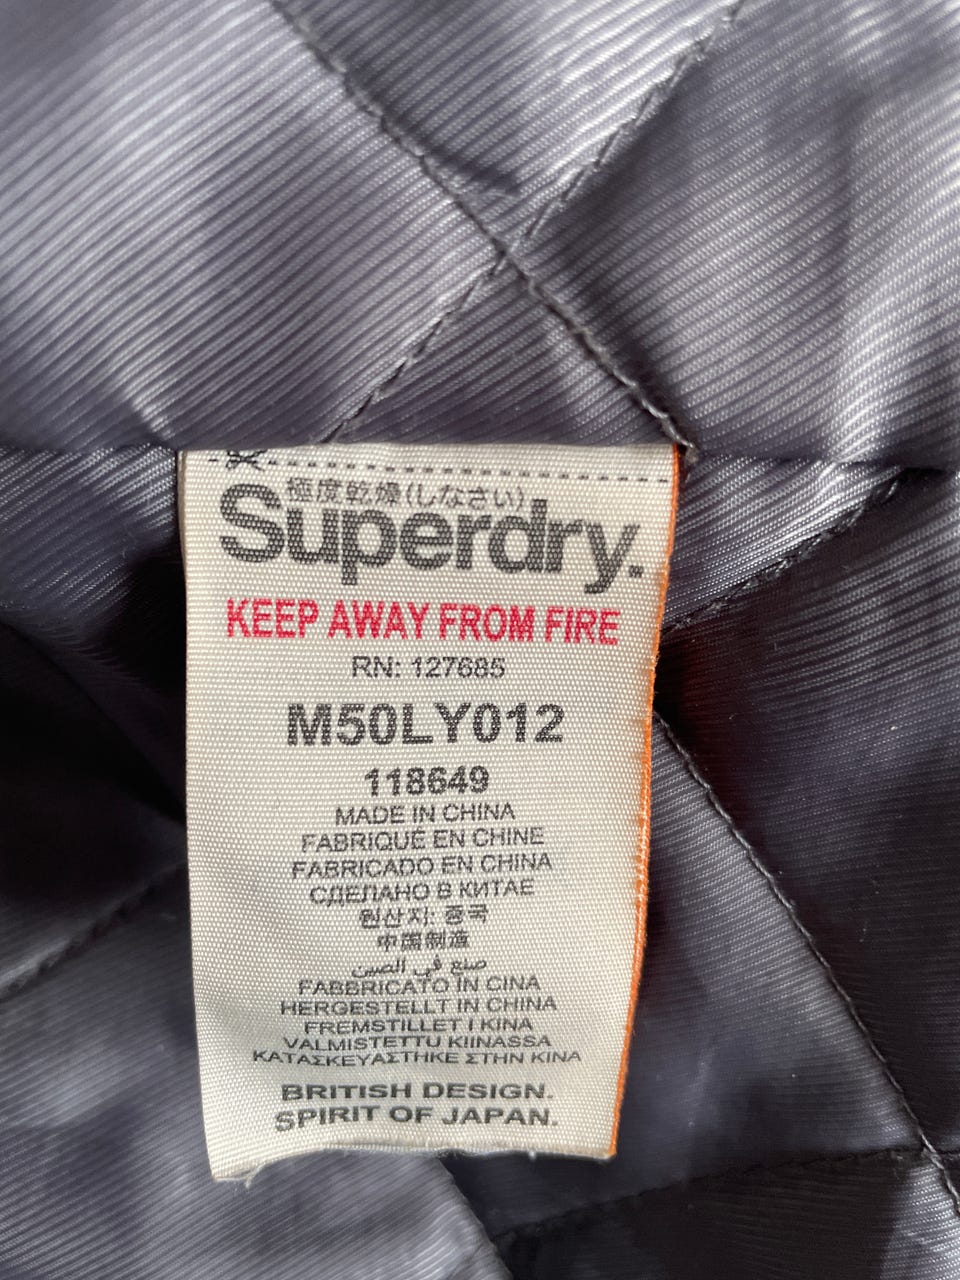 極度乾燥(しなさい)
Superdry.
KEEP AWAY FROM FIRE
RN: 127685
M50LY012
118649
MADE IN CHINA
FABRIQUÉ EN CHINE
FABRICADO EN CHINA
СДЕЛАНО В КИТАЕ
원산지: 중국
中国制造
صنع في الصين
FABBRICATO IN CINA
HERGESTELLT IN CHINA
FREMSTILLET I KINA
VALMISTETTU KIINASSA
ΚΑΤΑΣΚΕΥΑΣΤΗΚΕ ΣΤΗΝ ΚΙΝΑ
BRITISH DESIGN.
SPIRIT OF JAPAN.